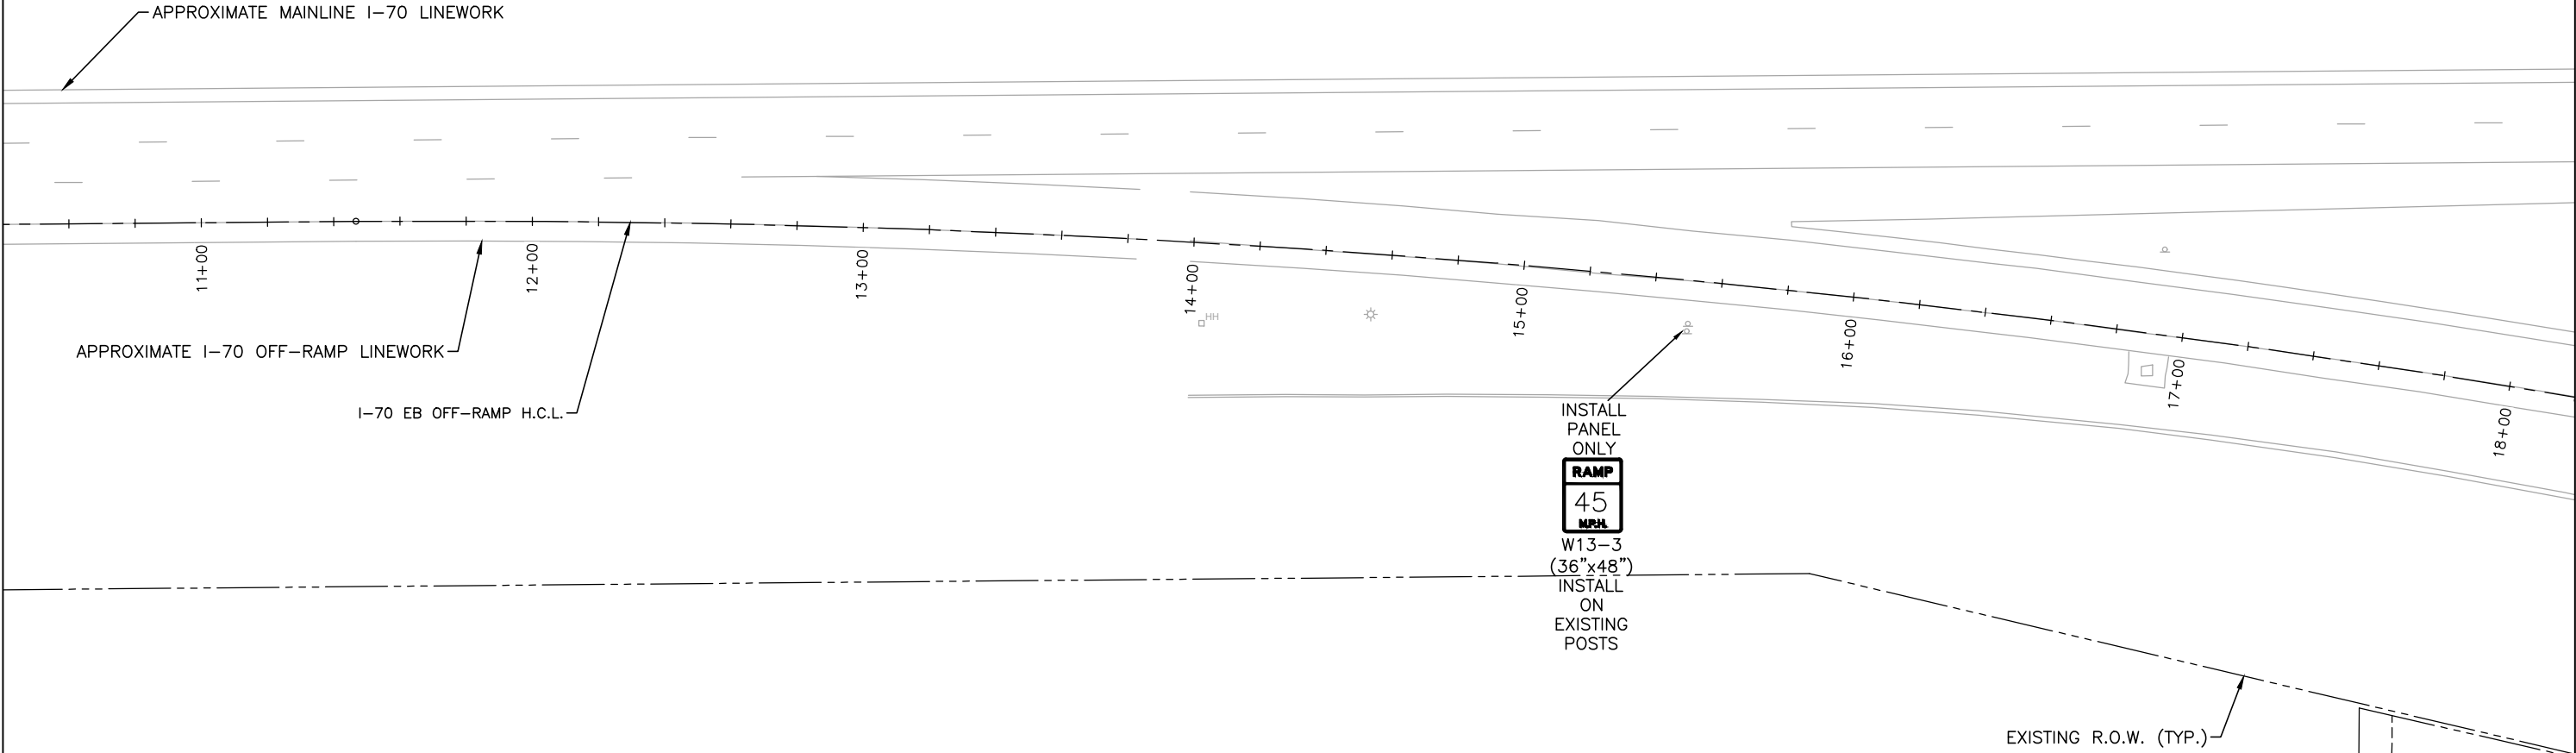 APPROXIMATE MAINLINE I-70 LINEWORK
11+00
12+00
13+00
14+00
15+00
16+00
17+00
18+00
HH
APPROXIMATE I-70 OFF-RAMP LINEWORK
I-70 EB OFF-RAMP H.C.L.
INSTALL
PANEL
ONLY
RAMP
45
M.P.H.
W13-3
(36"x48")
INSTALL
ON
EXISTING
POSTS
EXISTING R.O.W. (TYP.)